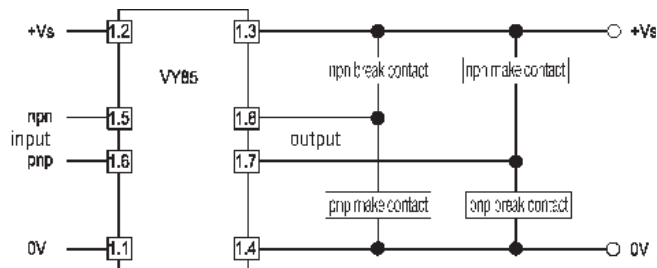 +Vs 1.2 1.3 +Vs
VY85
npn break contact npn make contact
npn 1.5 1.8 output
input
pnp 1.6 1.7
pnp make contact pnp break contact
0V 1.1 1.4 0V